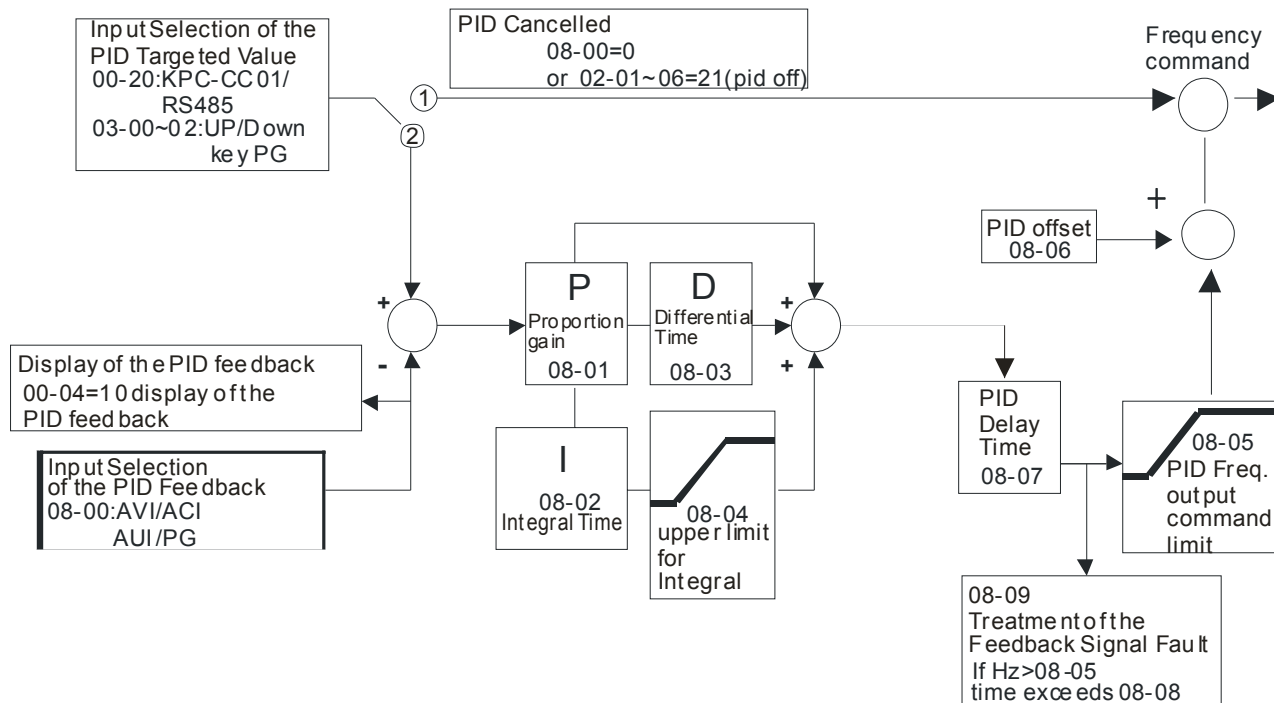 Input Selection of the
PID Targeted Value
00-20:KPC-CC01/
RS485
03-00~02:UP/Down
key PG
PID Cancelled
08-00=0
or 02-01~06=21(pid off)
Frequency
command
1
2
+
PID offset
08-06
P
Proportion
gain
08-01
D
Differential
Time
08-03
+
-
+
+
Display of the PID feedback
00-04=10 display of the
PID feedback
Input Selection
of the PID Feedback
08-00:AVI/ACI
AUI/PG
I
08-02
Integral Time
08-04
upper limit
for
Integral
PID
Delay
Time
08-07
08-05
PID Freq.
output
command
limit
08-09
Treatment of the
Feedback Signal Fault
If Hz>08-05
time exceeds 08-08